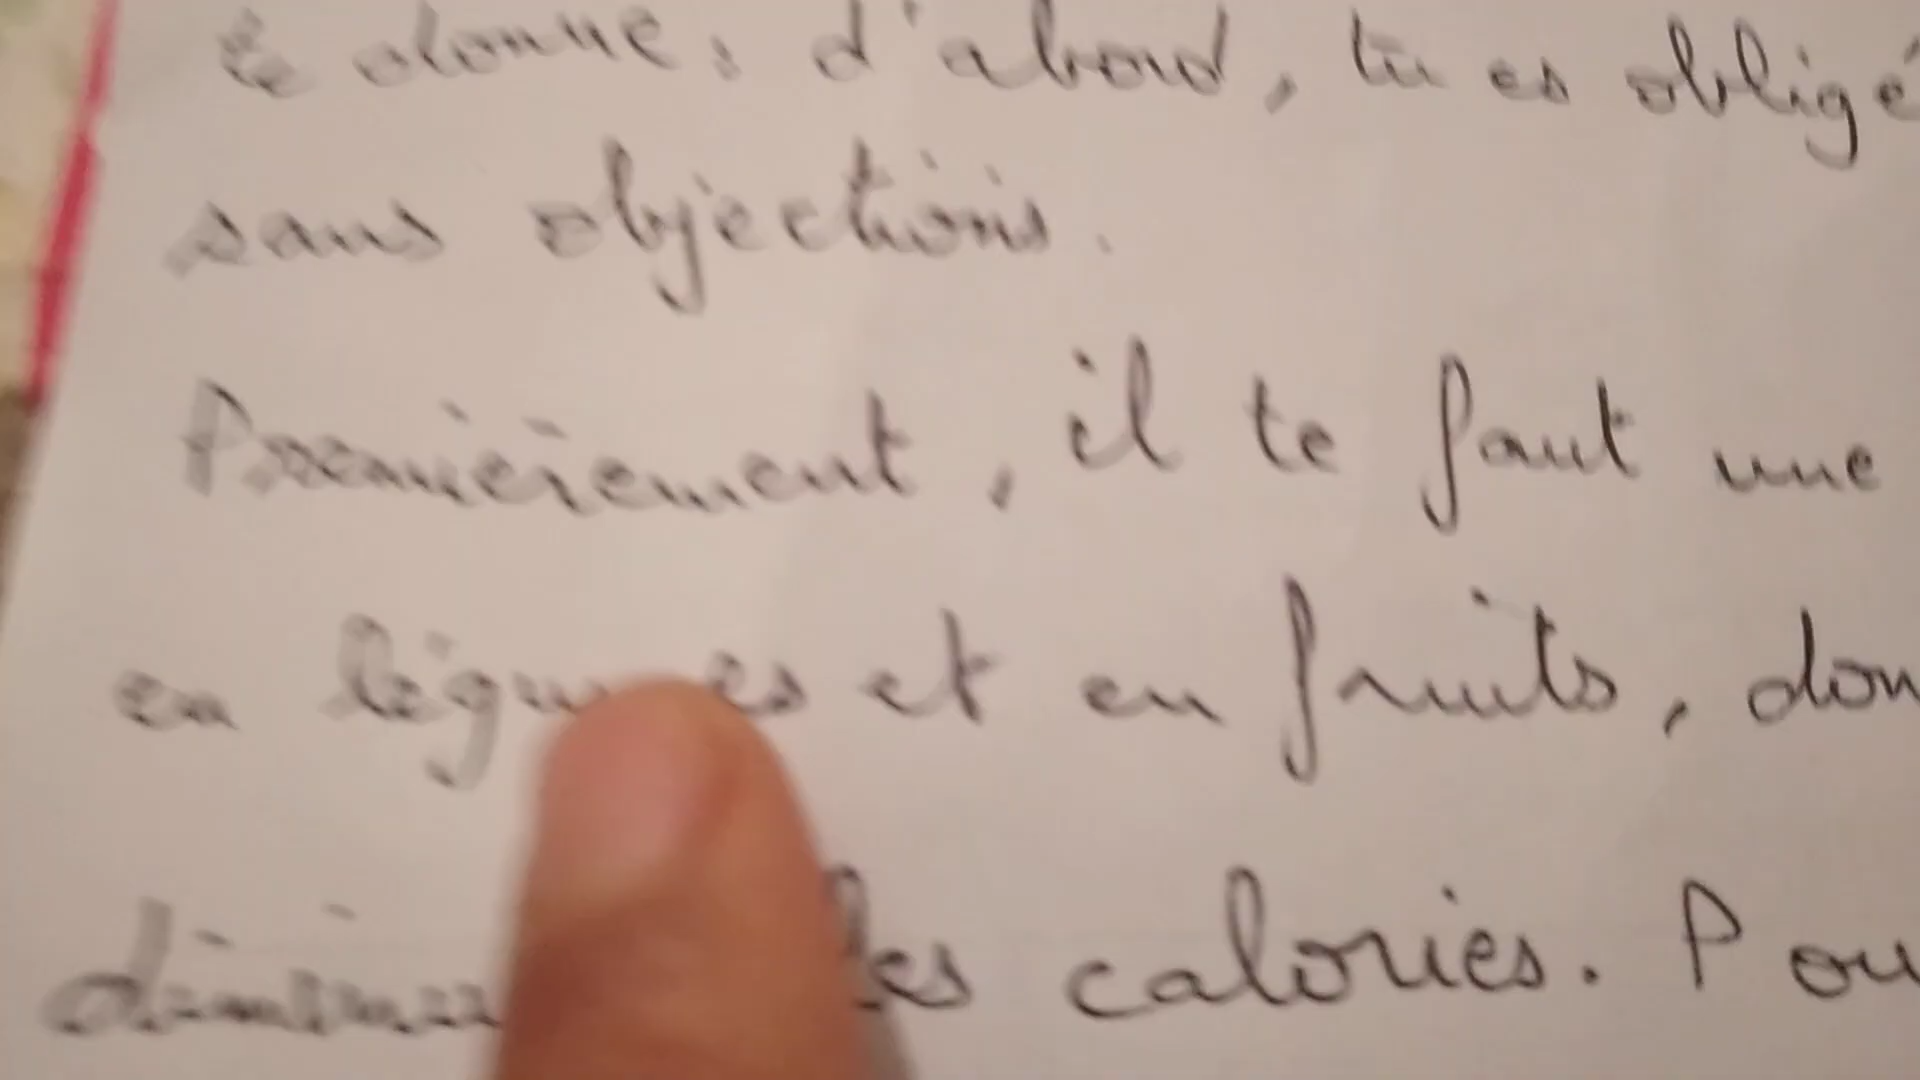 te donne: d'abord, tu es obligé
sans objections.
Premièrement, il te faut une
en légumes et en fruits, don
les calories. Pou